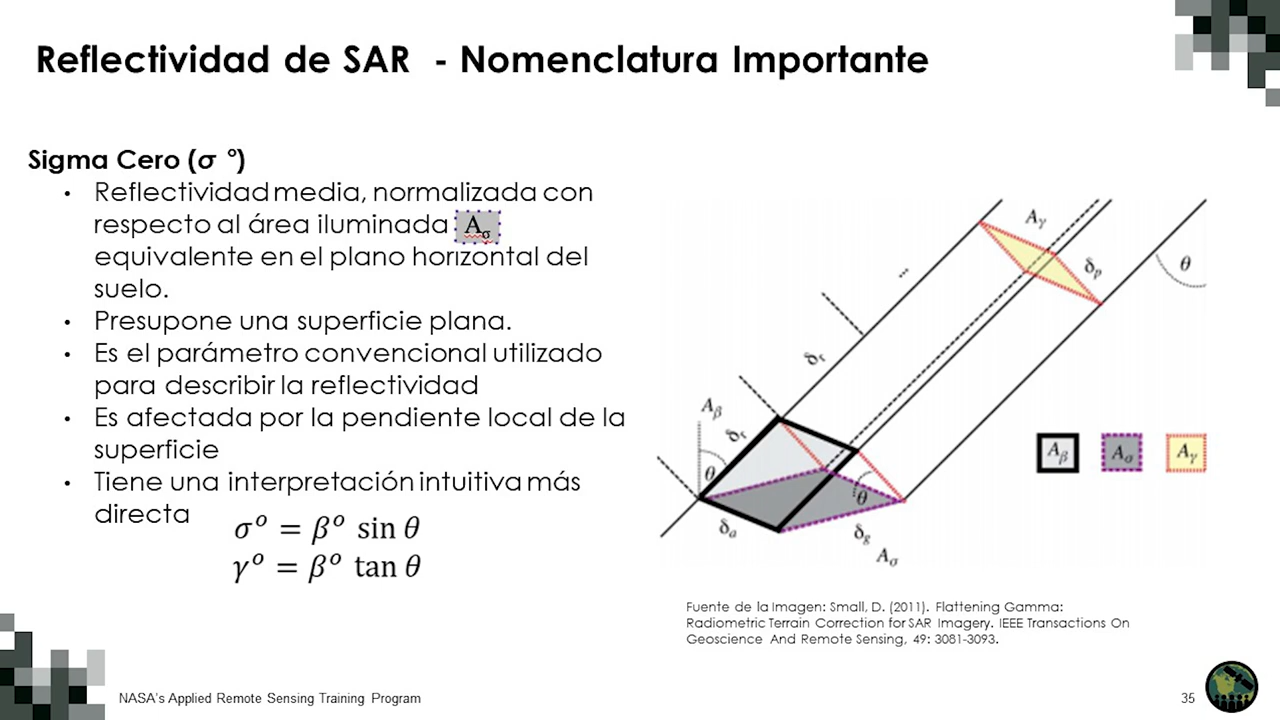 Reflectividad de SAR - Nomenclatura Importante
Sigma Cero (σ °)
• Reflectividad media, normalizada con
respecto al área iluminada Aσ
equivalente en el plano horizontal del
suelo.
• Presupone una superficie plana.
• Es el parámetro convencional utilizado
para describir la reflectividad
• Es afectada por la pendiente local de la
superficie
• Tiene una interpretación intuitiva más
directa
σ° = β° sin θ
γ° = β° tan θ
Aγ
δp
θ
...
δr
Aβ
δr
θ
θ
δa
δg
Aσ
Aβ Aσ Aγ
Fuente de la Imagen: Small, D. (2011). Flattening Gamma:
Radiometric Terrain Correction for SAR Imagery. IEEE Transactions On
Geoscience And Remote Sensing, 49: 3081-3093.
NASA's Applied Remote Sensing Training Program
35